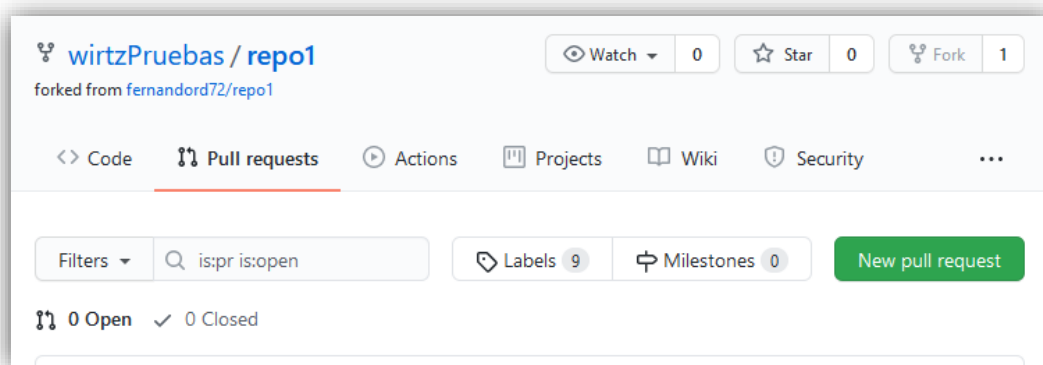 wirtzPruebas / repo1 Watch 0 Star 0 Fork 1
forked from fernandord72/repo1
Code Pull requests Actions Projects Wiki Security ...
Filters is:pr is:open Labels 9 Milestones 0 New pull request
0 Open 0 Closed